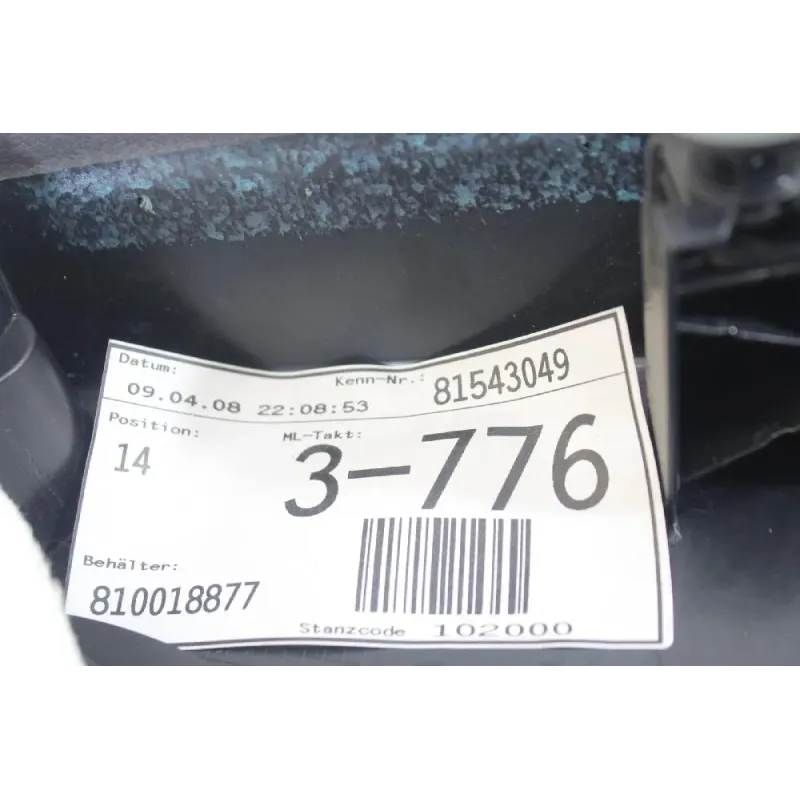 Datum: Kenn-Nr.: 81543049
09.04.08 22:08:53
Position: ML-Takt:
14 3-776
Behälter:
810018877
Stanzcode 102000